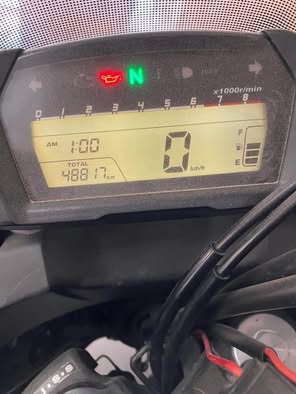 N
x1000r/min
0 1 2 3 4 5 6 7 8
AM 1:00
0 km/h
F
E
TOTAL
48817 km